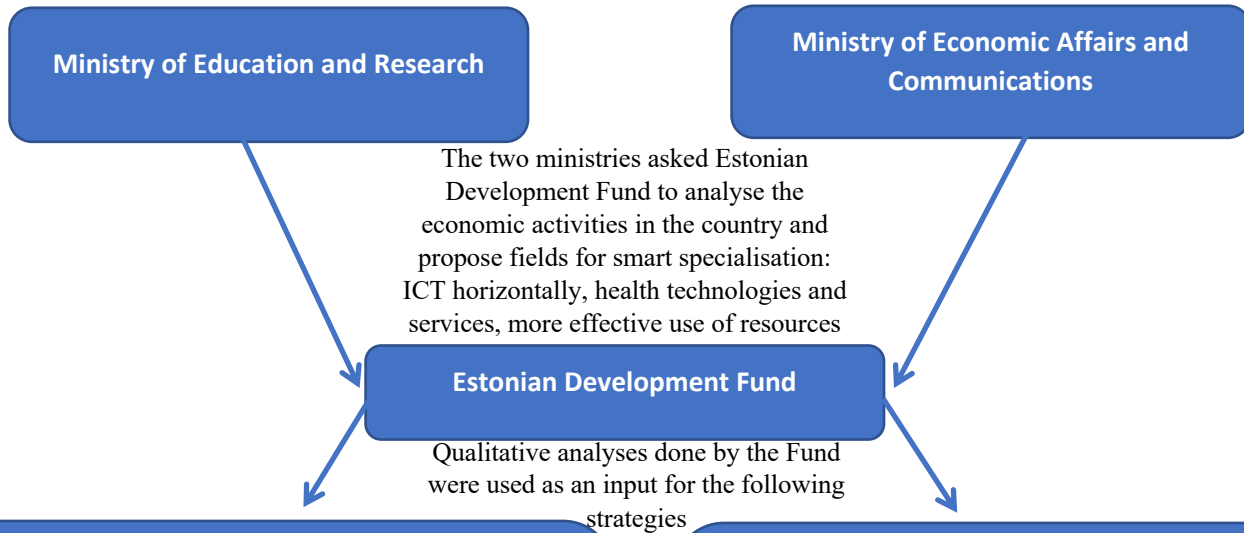 Ministry of Education and Research
Ministry of Economic Affairs and
Communications
The two ministries asked Estonian
Development Fund to analyse the
economic activities in the country and
propose fields for smart specialisation:
ICT horizontally, health technologies and
services, more effective use of resources
Estonian Development Fund
Qualitative analyses done by the Fund
were used as an input for the following
strategies